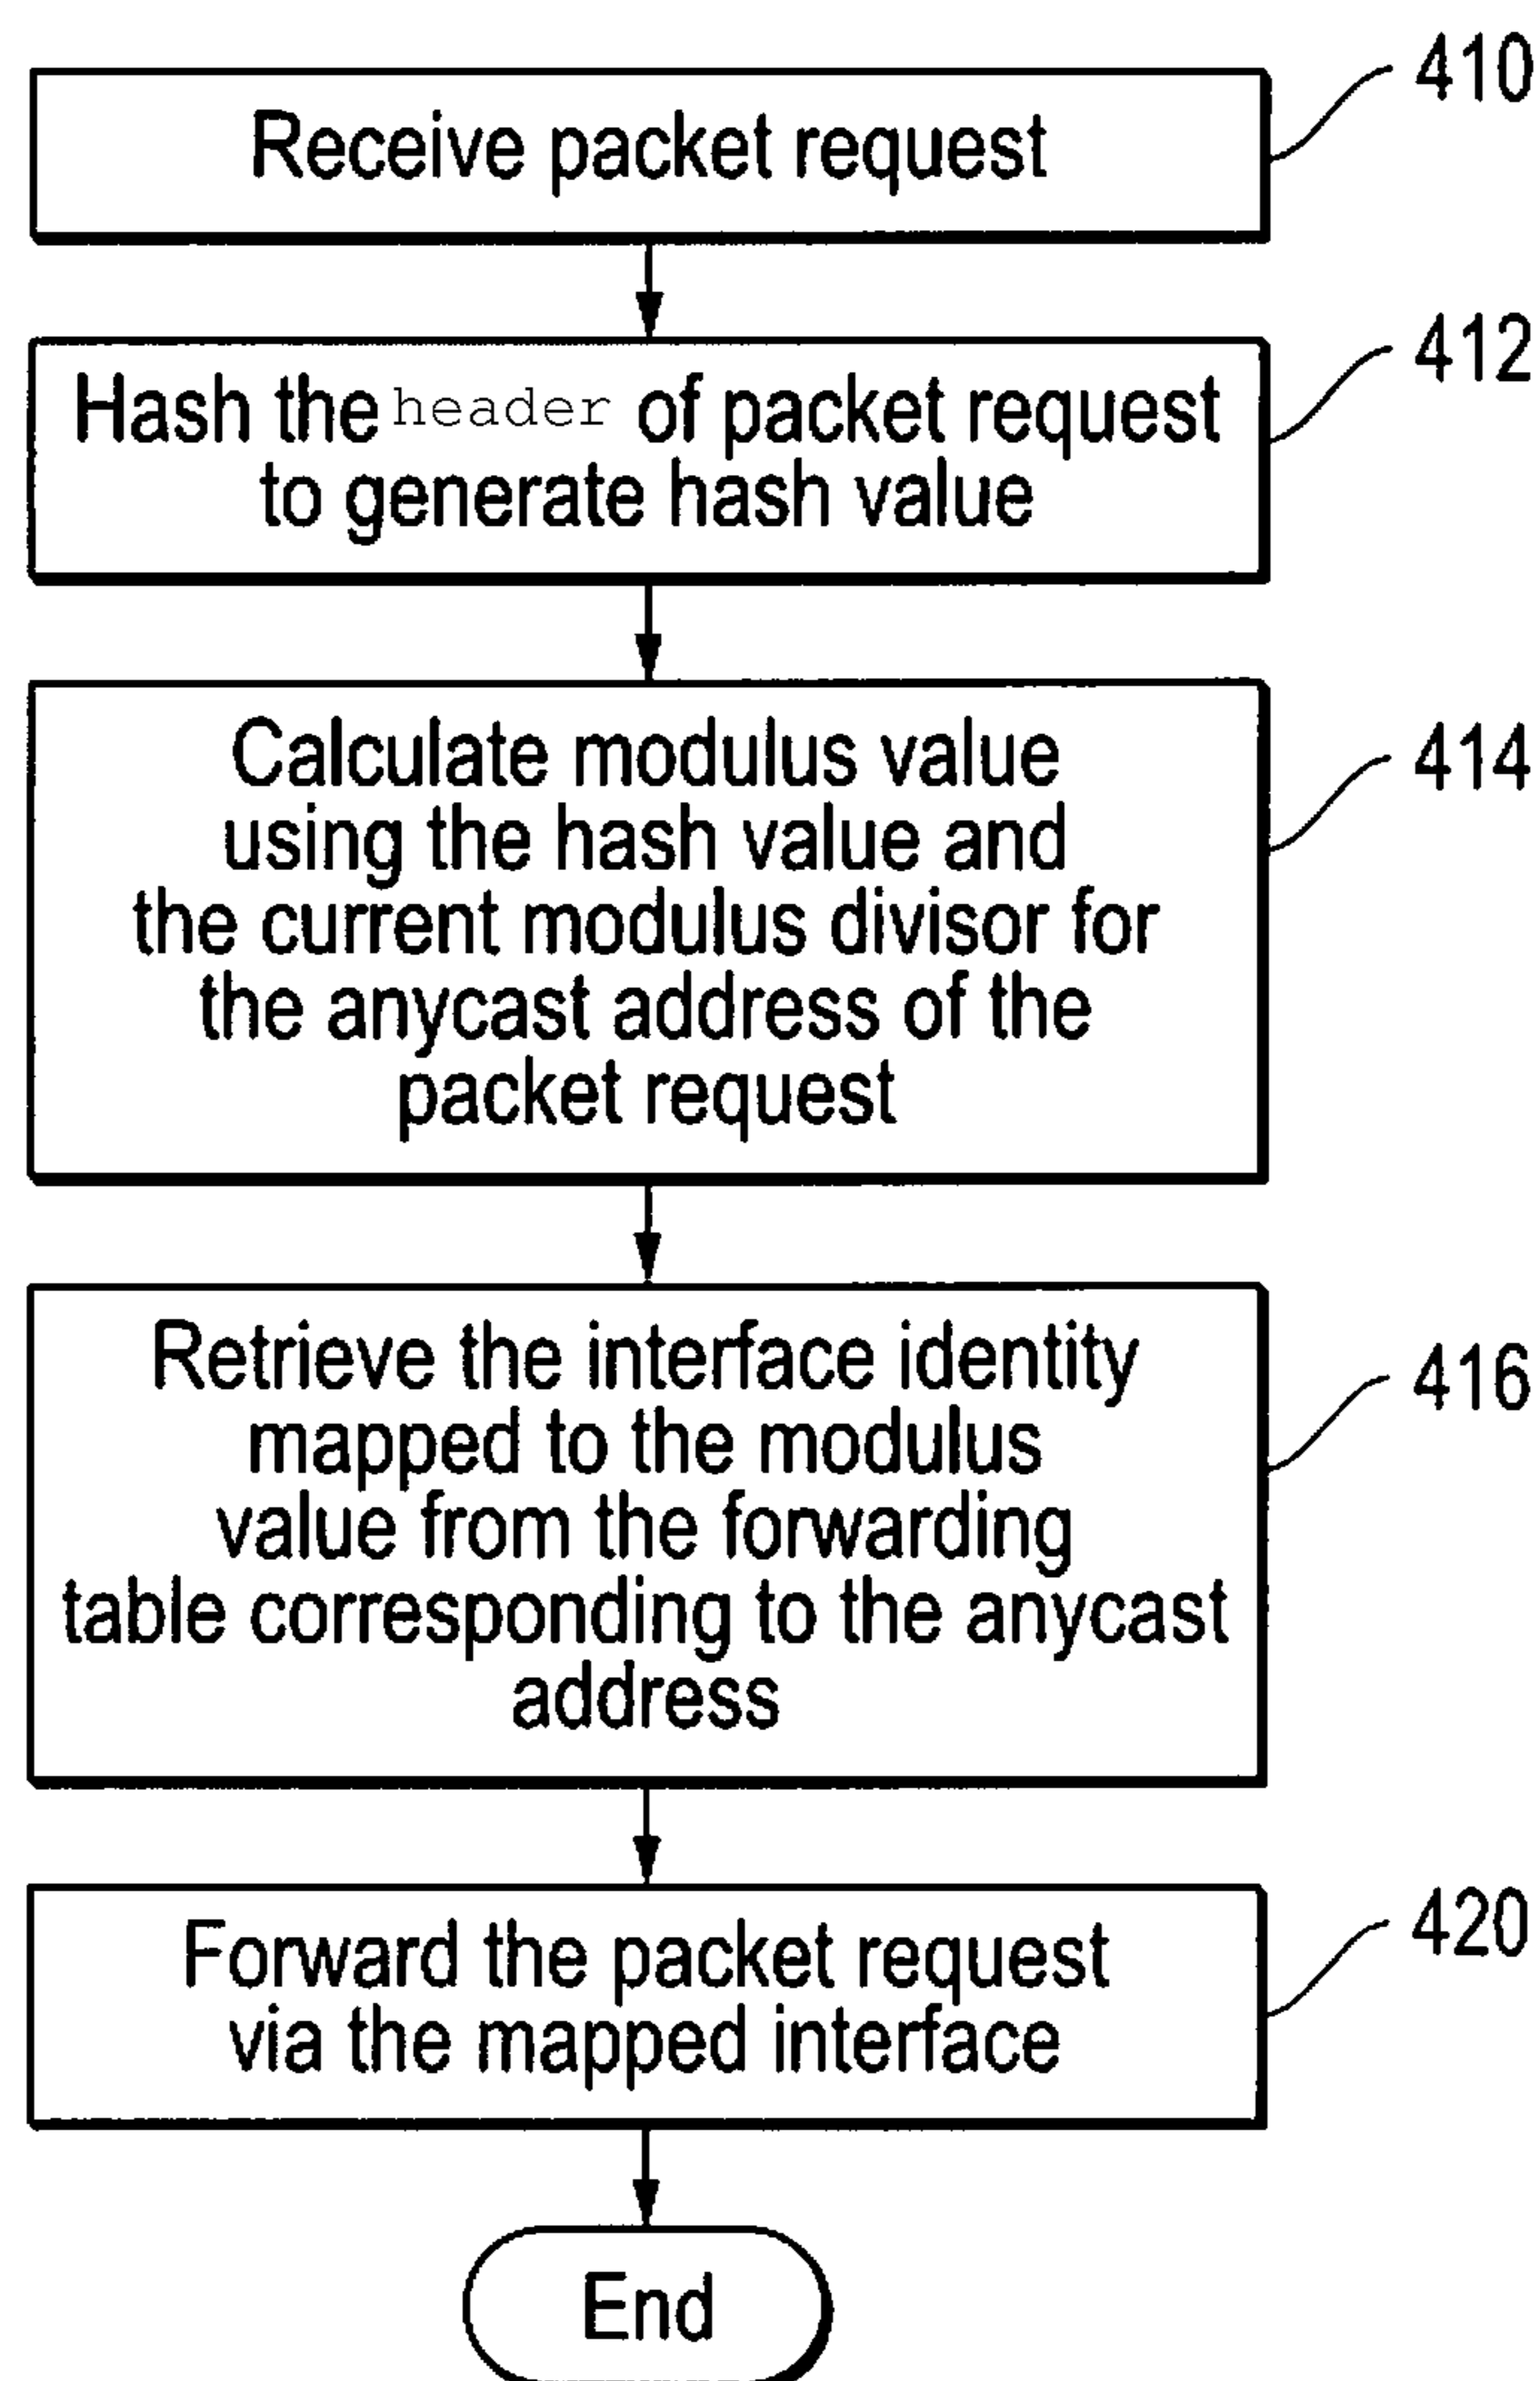 410
Receive packet request
412
Hash the header of packet request
to generate hash value
414
Calculate modulus value
using the hash value and
the current modulus divisor for
the anycast address of the
packet request
416
Retrieve the interface identity
mapped to the modulus
value from the forwarding
table corresponding to the anycast
address
420
Forward the packet request
via the mapped interface
End